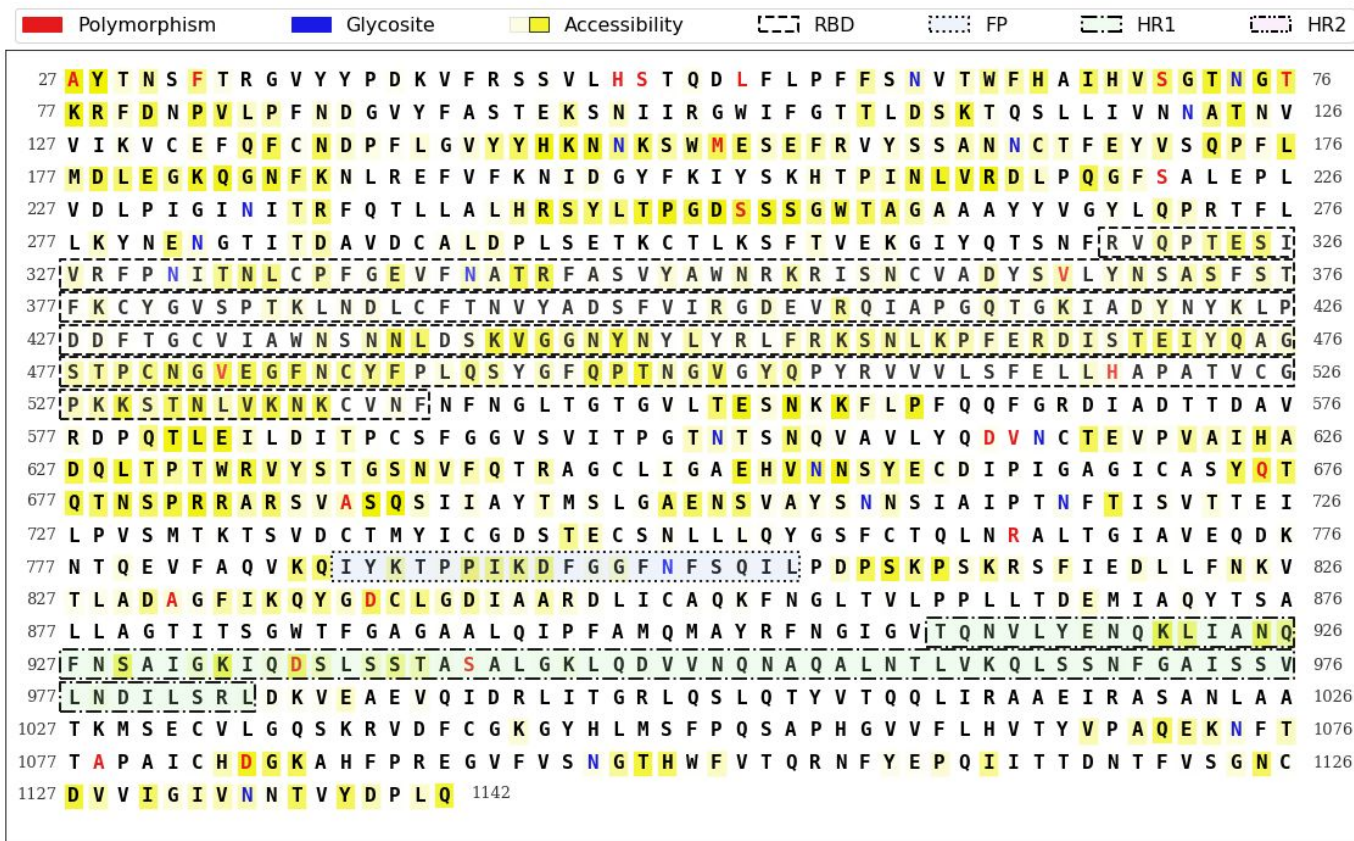 Polymorphism Glycosite Accessibility RBD FP HR1 HR2
27 A Y T N S F T R G V Y Y P D K V F R S S V L H S T Q D L F L P F F S N V T W F H A I H V S G T N G T 76
77 K R F D N P V L P F N D G V Y F A S T E K S N I I R G W I F G T T L D S K T Q S L L I V N N A T N V 126
127 V I K V C E F Q F C N D P F L G V Y Y H K N N K S W M E S E F R V Y S S A N N C T F E Y V S Q P F L 176
177 M D L E G K Q G N F K N L R E F V F K N I D G Y F K I Y S K H T P I N L V R D L P Q G F S A L E P L 226
227 V D L P I G I N I T R F Q T L L A L H R S Y L T P G D S S S G W T A G A A A Y Y V G Y L Q P R T F L 276
277 L K Y N E N G T I T D A V D C A L D P L S E T K C T L K S F T V E K G I Y Q T S N F R V Q P T E S I 326
327 V R F P N I T N L C P F G E V F N A T R F A S V Y A W N R K R I S N C V A D Y S V L Y N S A S F S T 376
377 F K C Y G V S P T K L N D L C F T N V Y A D S F V I R G D E V R Q I A P G Q T G K I A D Y N Y K L P 426
427 D D F T G C V I A W N S N N L D S K V G G N Y N Y L Y R L F R K S N L K P F E R D I S T E I Y Q A G 476
477 S T P C N G V E G F N C Y F P L Q S Y G F Q P T N G V G Y Q P Y R V V V L S F E L L H A P A T V C G 526
527 P K K S T N L V K N K C V N F N F N G L T G T G V L T E S N K K F L P F Q Q F G R D I A D T T D A V 576
577 R D P Q T L E I L D I T P C S F G G V S V I T P G T N T S N Q V A V L Y Q D V N C T E V P V A I H A 626
627 D Q L T P T W R V Y S T G S N V F Q T R A G C L I G A E H V N N S Y E C D I P I G A G I C A S Y Q T 676
677 Q T N S P R R A R S V A S Q S I I A Y T M S L G A E N S V A Y S N N S I A I P T N F T I S V T T E I 726
727 L P V S M T K T S V D C T M Y I C G D S T E C S N L L L Q Y G S F C T Q L N R A L T G I A V E Q D K 776
777 N T Q E V F A Q V K Q I Y K T P P I K D F G G F N F S Q I L P D P S K P S K R S F I E D L L F N K V 826
827 T L A D A G F I K Q Y G D C L G D I A A R D L I C A Q K F N G L T V L P P L L T D E M I A Q Y T S A 876
877 L L A G T I T S G W T F G A G A A L Q I P F A M Q M A Y R F N G I G V T Q N V L Y E N Q K L I A N Q 926
927 F N S A I G K I Q D S L S S T A S A L G K L Q D V V N Q N A Q A L N T L V K Q L S S N F G A I S S V 976
977 L N D I L S R L D K V E A E V Q I D R L I T G R L Q S L Q T Y V T Q Q L I R A A E I R A S A N L A A 1026
1027 T K M S E C V L G Q S K R V D F C G K G Y H L M S F P Q S A P H G V V F L H V T Y V P A Q E K N F T 1076
1077 T A P A I C H D G K A H F P R E G V F V S N G T H W F V T Q R N F Y E P Q I I T T D N T F V S G N C 1126
1127 D V V I G I V N N T V Y D P L Q 1142